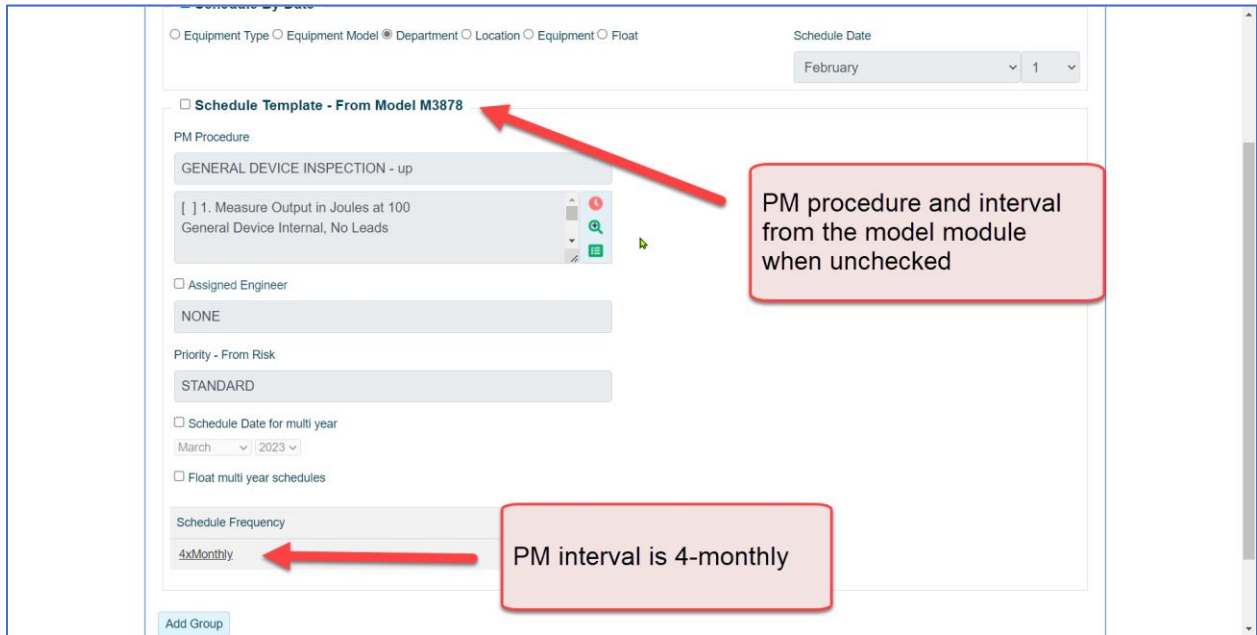 Schedule By Date
Equipment Type Equipment Model Department Location Equipment Float
Schedule Date
February 1
Schedule Template - From Model M3878
PM Procedure
GENERAL DEVICE INSPECTION - up
[ ] 1. Measure Output in Joules at 100
General Device Internal, No Leads
PM procedure and interval
from the model module
when unchecked
Assigned Engineer
NONE
Priority - From Risk
STANDARD
Schedule Date for multi year
March 2023
Float multi year schedules
Schedule Frequency
4xMonthly
PM interval is 4-monthly
Add Group